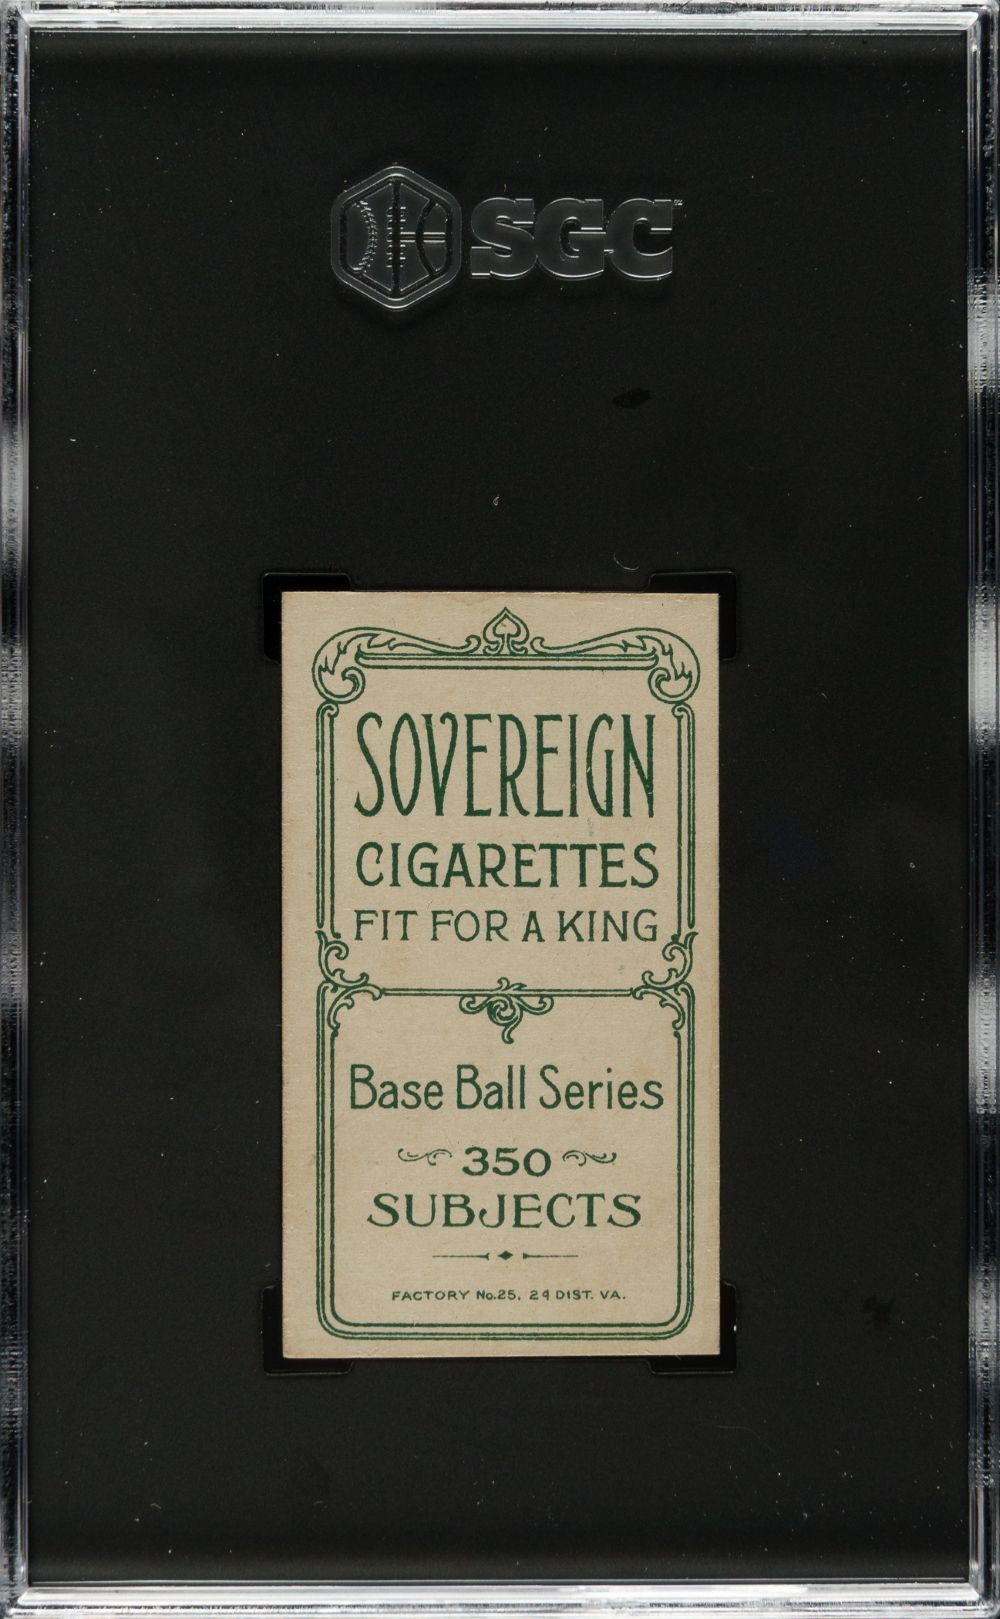 SGC
SOVEREIGN
CIGARETTES
FIT FOR A KING
Base Ball Series
350
SUBJECTS
FACTORY No.25, 2d DIST. VA.